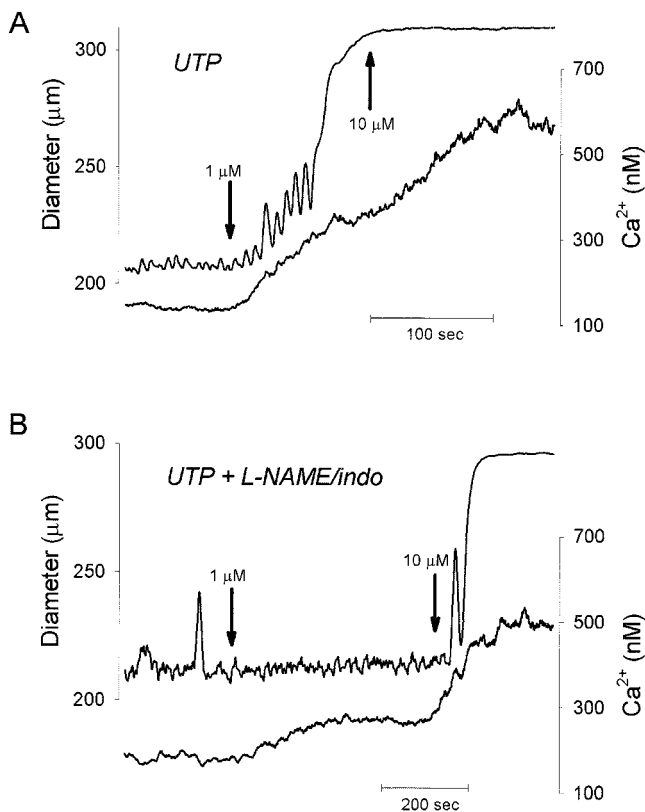 A
UTP
Diameter (μm)
300
250
200
1 μM
10 μM
700
500
300
100
Ca²⁺ (nM)
100 sec
B
UTP + L-NAME/indo
Diameter (μm)
300
250
200
1 μM
10 μM
700
500
300
100
Ca²⁺ (nM)
200 sec